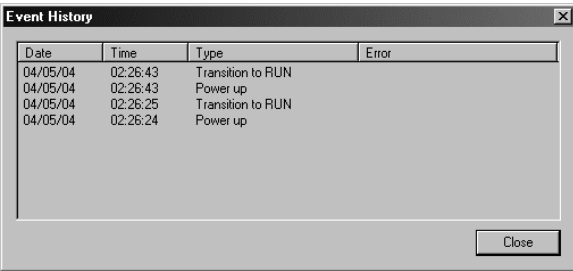 Event History
Date Time Type Error
04/05/04 02:26:43 Transition to RUN
04/05/04 02:26:43 Power up
04/05/04 02:26:25 Transition to RUN
04/05/04 02:26:24 Power up
Close